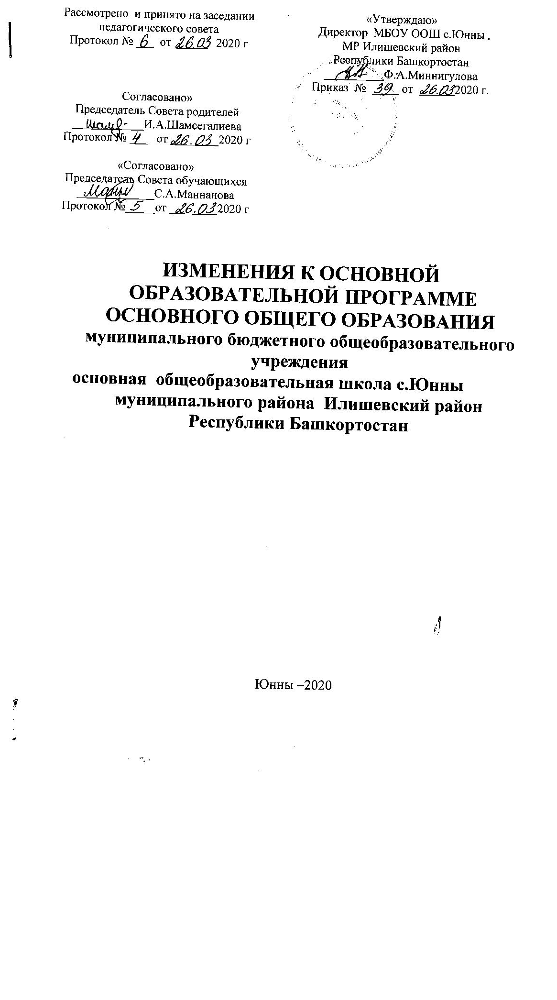 Рассмотрено и принято на заседании
педагогического совета
Протокол № 6 от 26.03 2020 г
«Утверждаю»
Директор МБОУ ООШ с.Юнны.
МР Илишевский район
Республики Башкортостан
Ф.А.Миннигулова
Приказ № 39 от 26.03 2020 г.
Согласовано»
Председатель Совета родителей
И.А.Шамсегалиева
Протокол № 4 от 26.03 2020 г
«Согласовано»
Председатель Совета обучающихся
С.А.Маннанова
Протокол № 5 от 26.03 2020 г
ИЗМЕНЕНИЯ К ОСНОВНОЙ
ОБРАЗОВАТЕЛЬНОЙ ПРОГРАММЕ
ОСНОВНОГО ОБЩЕГО ОБРАЗОВАНИЯ
муниципального бюджетного общеобразовательного
учреждения
основная общеобразовательная школа с.Юнны
муниципального района Илишевский район
Республики Башкортостан
Юнны –2020